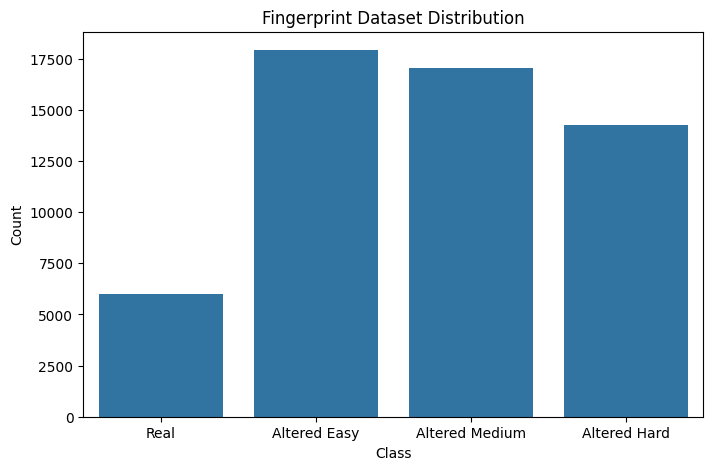 Fingerprint Dataset Distribution
17500
15000
12500
10000
7500
5000
2500
0
Count
Real
Altered Easy
Altered Medium
Altered Hard
Class